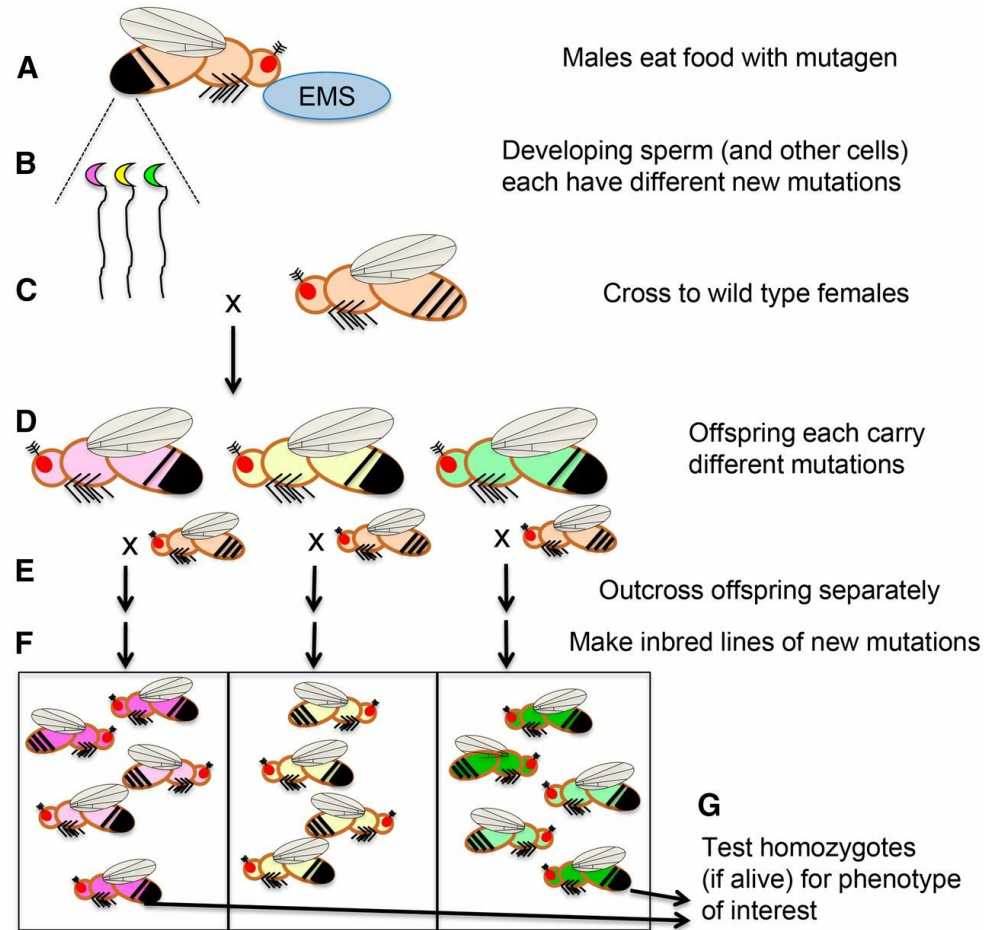 A
Males eat food with mutagen
EMS
B
Developing sperm (and other cells)
each have different new mutations
C
X
Cross to wild type females
D
Offspring each carry
different mutations
X
X
X
E
Outcross offspring separately
F
Make inbred lines of new mutations
G
Test homozygotes
(if alive) for phenotype
of interest